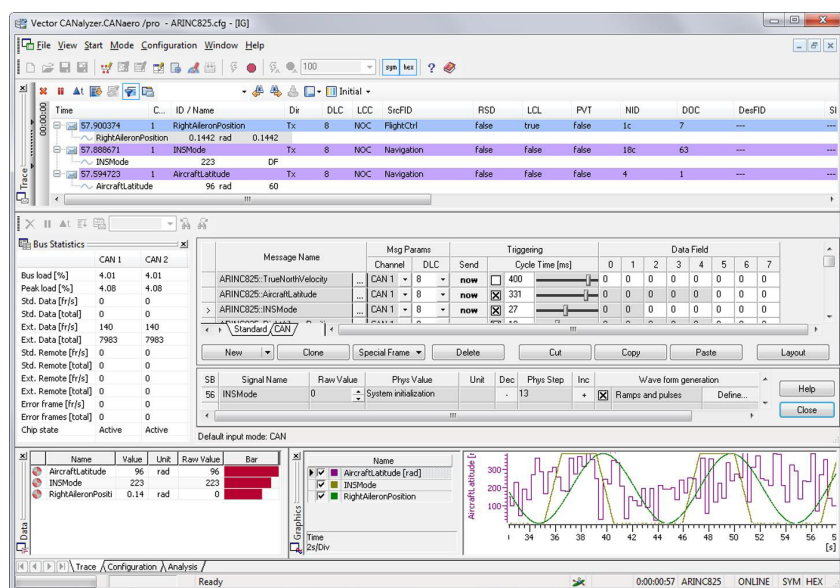 Vector CANalyzer.CANaero /pro - ARINC825.cfg - [IG]
File View Start Mode Configuration Window Help
100 sym hex ?
Initial
Time C... ID / Name Dir DLC LCC SrcFID RSD LCL PVT NID DOC DesFID SI
57.900374 1 RightAileronPosition Tx 8 NOC FlightCtrl false true false 1c 7 --- ---
RightAileronPosition 0.1442 rad 0.1442
57.888671 1 INSMode Tx 8 NOC Navigation false false false 18c 63 --- ---
INSMode 223 DF
57.594723 1 AircraftLatitude Tx 8 NOC Navigation false false false 4 1 --- ---
AircraftLatitude 96 rad 60
00:00:00
Trace
Bus Statistics
CAN 1 CAN 2
Bus load [%] 4.01 4.01
Peak load [%] 4.08 4.08
Std. Data [fr/s] 0 0
Std. Data [total] 0 0
Ext. Data [fr/s] 140 140
Ext. Data [total] 7983 7983
Std. Remote [fr/s] 0 0
Std. Remote [total] 0 0
Ext. Remote [fr/s] 0 0
Ext. Remote [total] 0 0
Error frame [fr/s] 0 0
Error frames [total] 0 0
Chip state Active Active
Message Name Msg Params Triggering Data Field
Channel DLC Send Cycle Time [ms] 0 1 2 3 4 5 6 7
ARINC825::TrueNorthVelocity ... CAN 1 8 now 400 0 0 0 0 0 0 0 0
ARINC825::AircraftLatitude ... CAN 1 8 now 331 0 0 0 0 0 0 0 0
ARINC825::INSMode ... CAN 1 8 now 27 0 0 0 0 0 0 0 0
Standard CAN
New Clone Special Frame Delete Cut Copy Paste Layout
SB Signal Name Raw Value Phys Value Unit Dec Phys Step Inc Wave form generation
56 INSMode 0 System initialization - 13 + Ramps and pulses Define...
Help
Close
Default input mode: CAN
Name Value Unit Raw Value Bar
AircraftLatitude 96 rad 96
INSMode 223 223
RightAileronPositi 0.14 rad 0
Data
Name
AircraftLatitude [rad]
INSMode
RightAileronPosition
Time
2s/Div
Graphics
AircraftLatitude [r
300
200
100
34 36 38 40 42 44 46 48 50 52 54 56 5
[s]
Trace Configuration Analysis
Ready 0:00:00:57 ARINC825 ONLINE SYM HEX